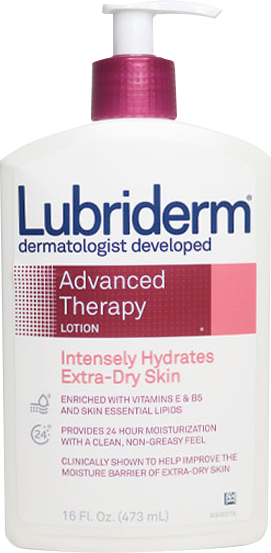 Lubriderm®
dermatologist developed
Advanced
Therapy
LOTION
Intensely Hydrates
Extra-Dry Skin
ENRICHED WITH VITAMINS E & B5
AND SKIN ESSENTIAL LIPIDS
24
PROVIDES 24 HOUR MOISTURIZATION
WITH A CLEAN, NON-GREASY FEEL
CLINICALLY SHOWN TO HELP IMPROVE THE
MOISTURE BARRIER OF EXTRA-DRY SKIN
16 Fl. Oz. (473 mL)